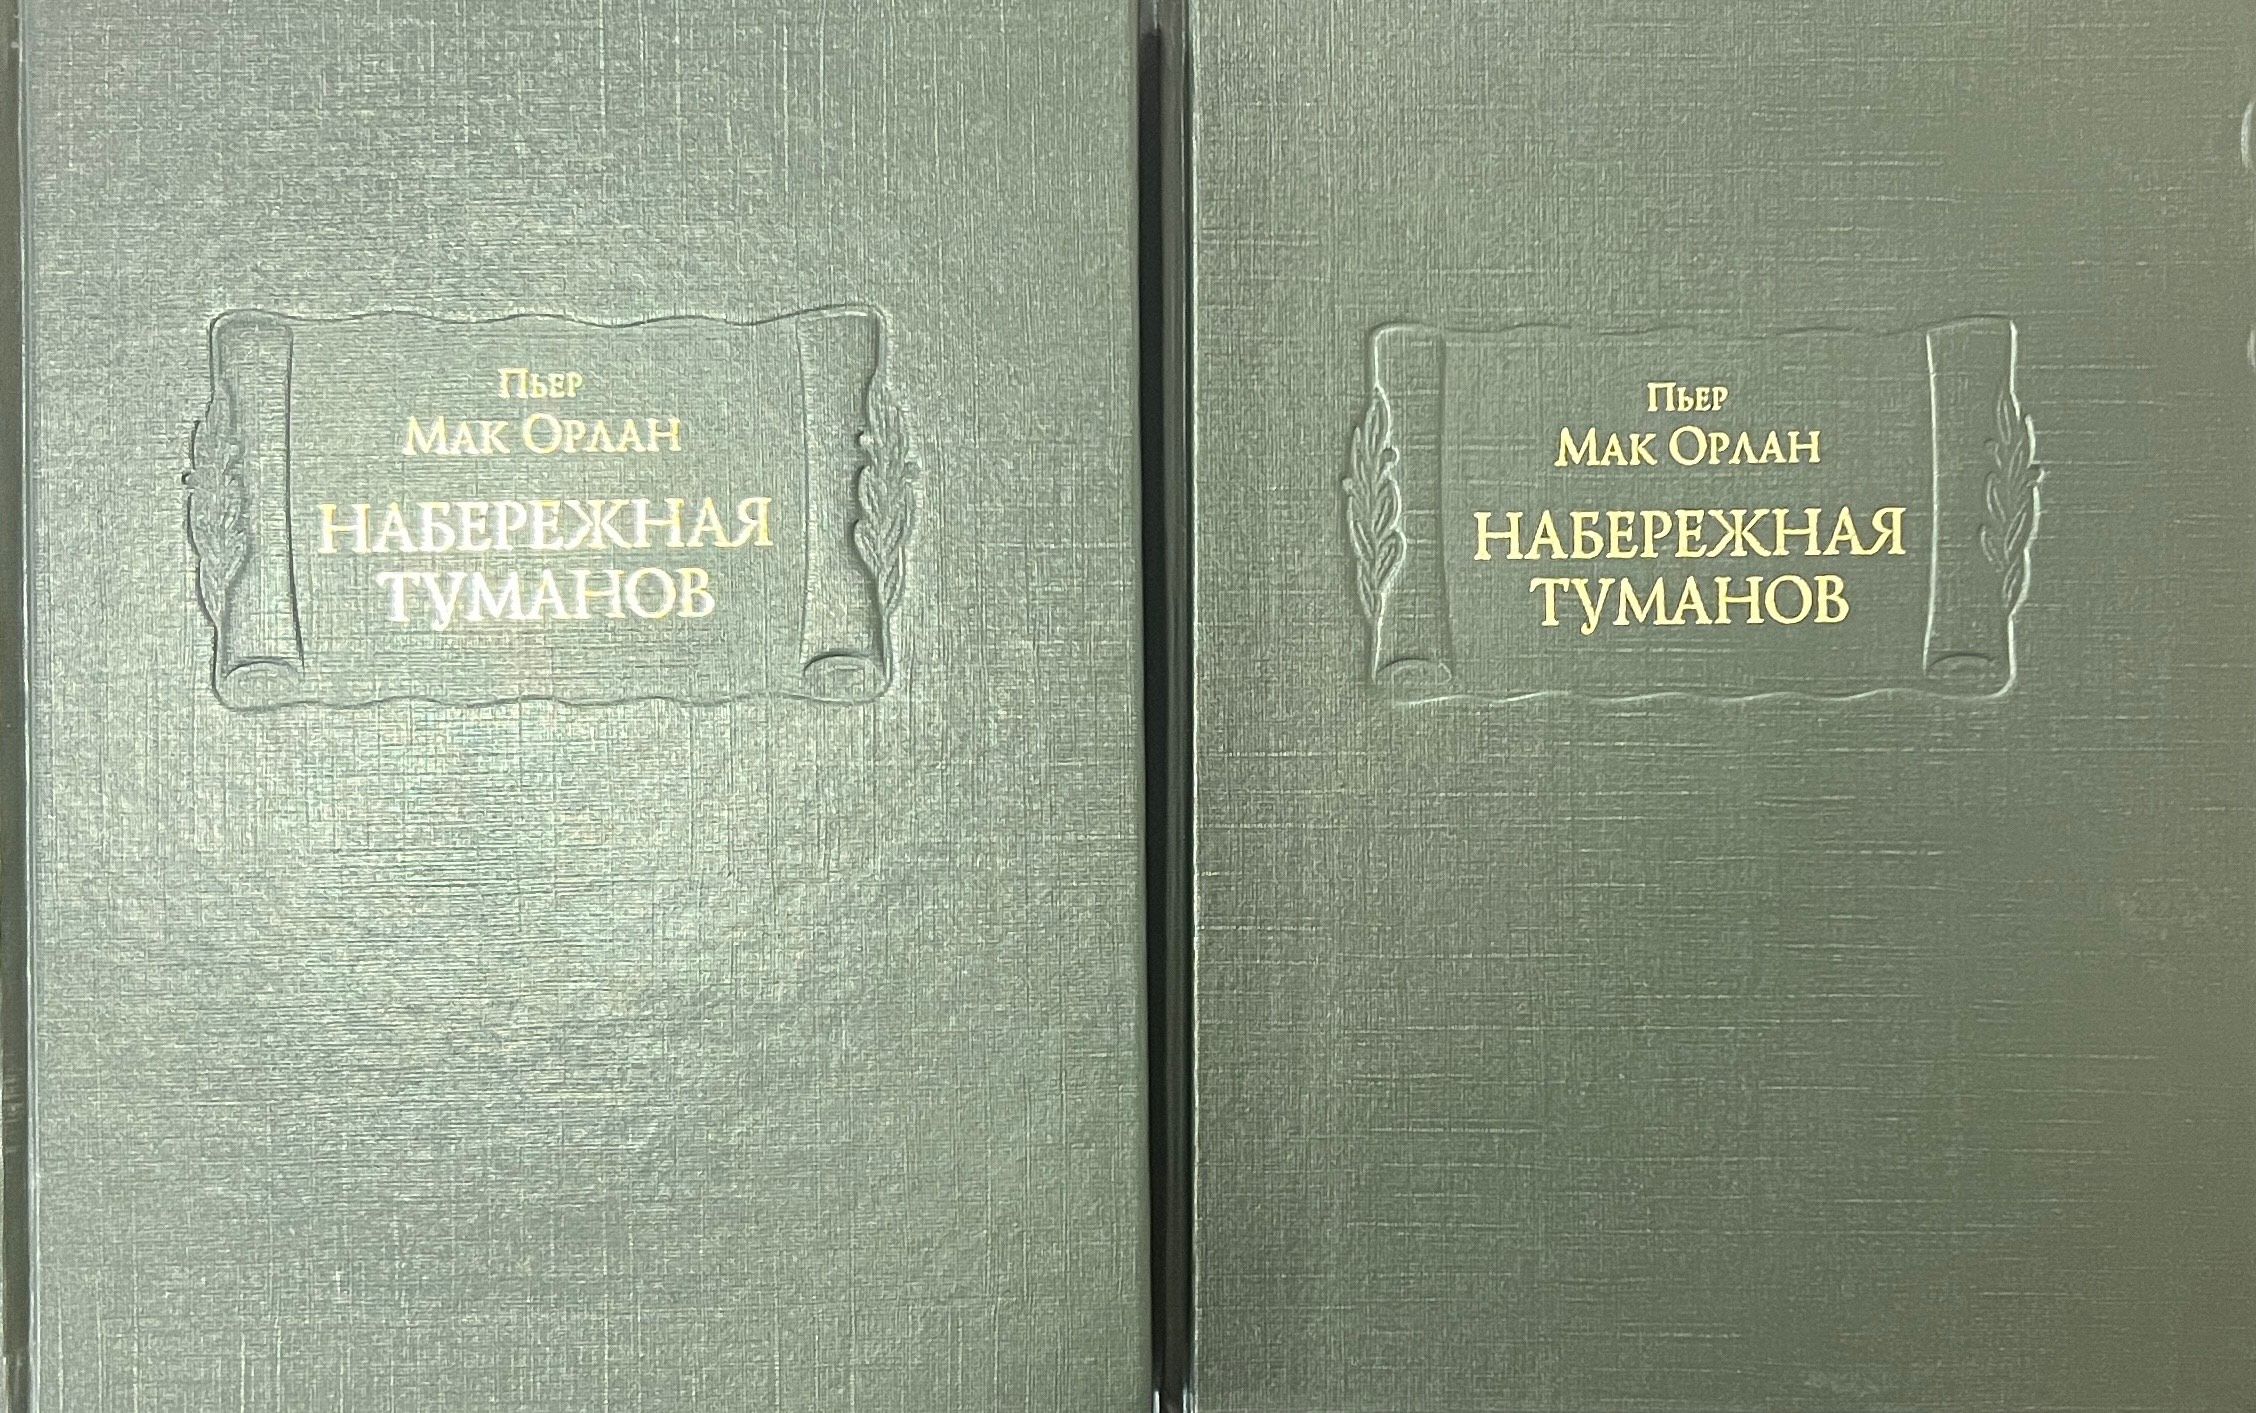 Пьер
Мак Орлан
НАБЕРЕЖНАЯ
ТУМАНОВ
Пьер
Мак Орлан
НАБЕРЕЖНАЯ
ТУМАНОВ